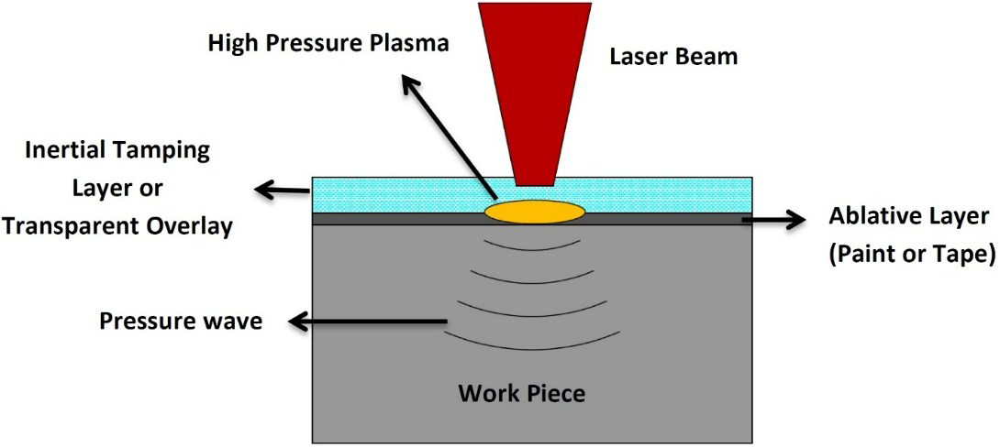 High Pressure Plasma
Laser Beam
Inertial Tamping
Layer or
Transparent Overlay
Ablative Layer
(Paint or Tape)
Pressure wave
Work Piece